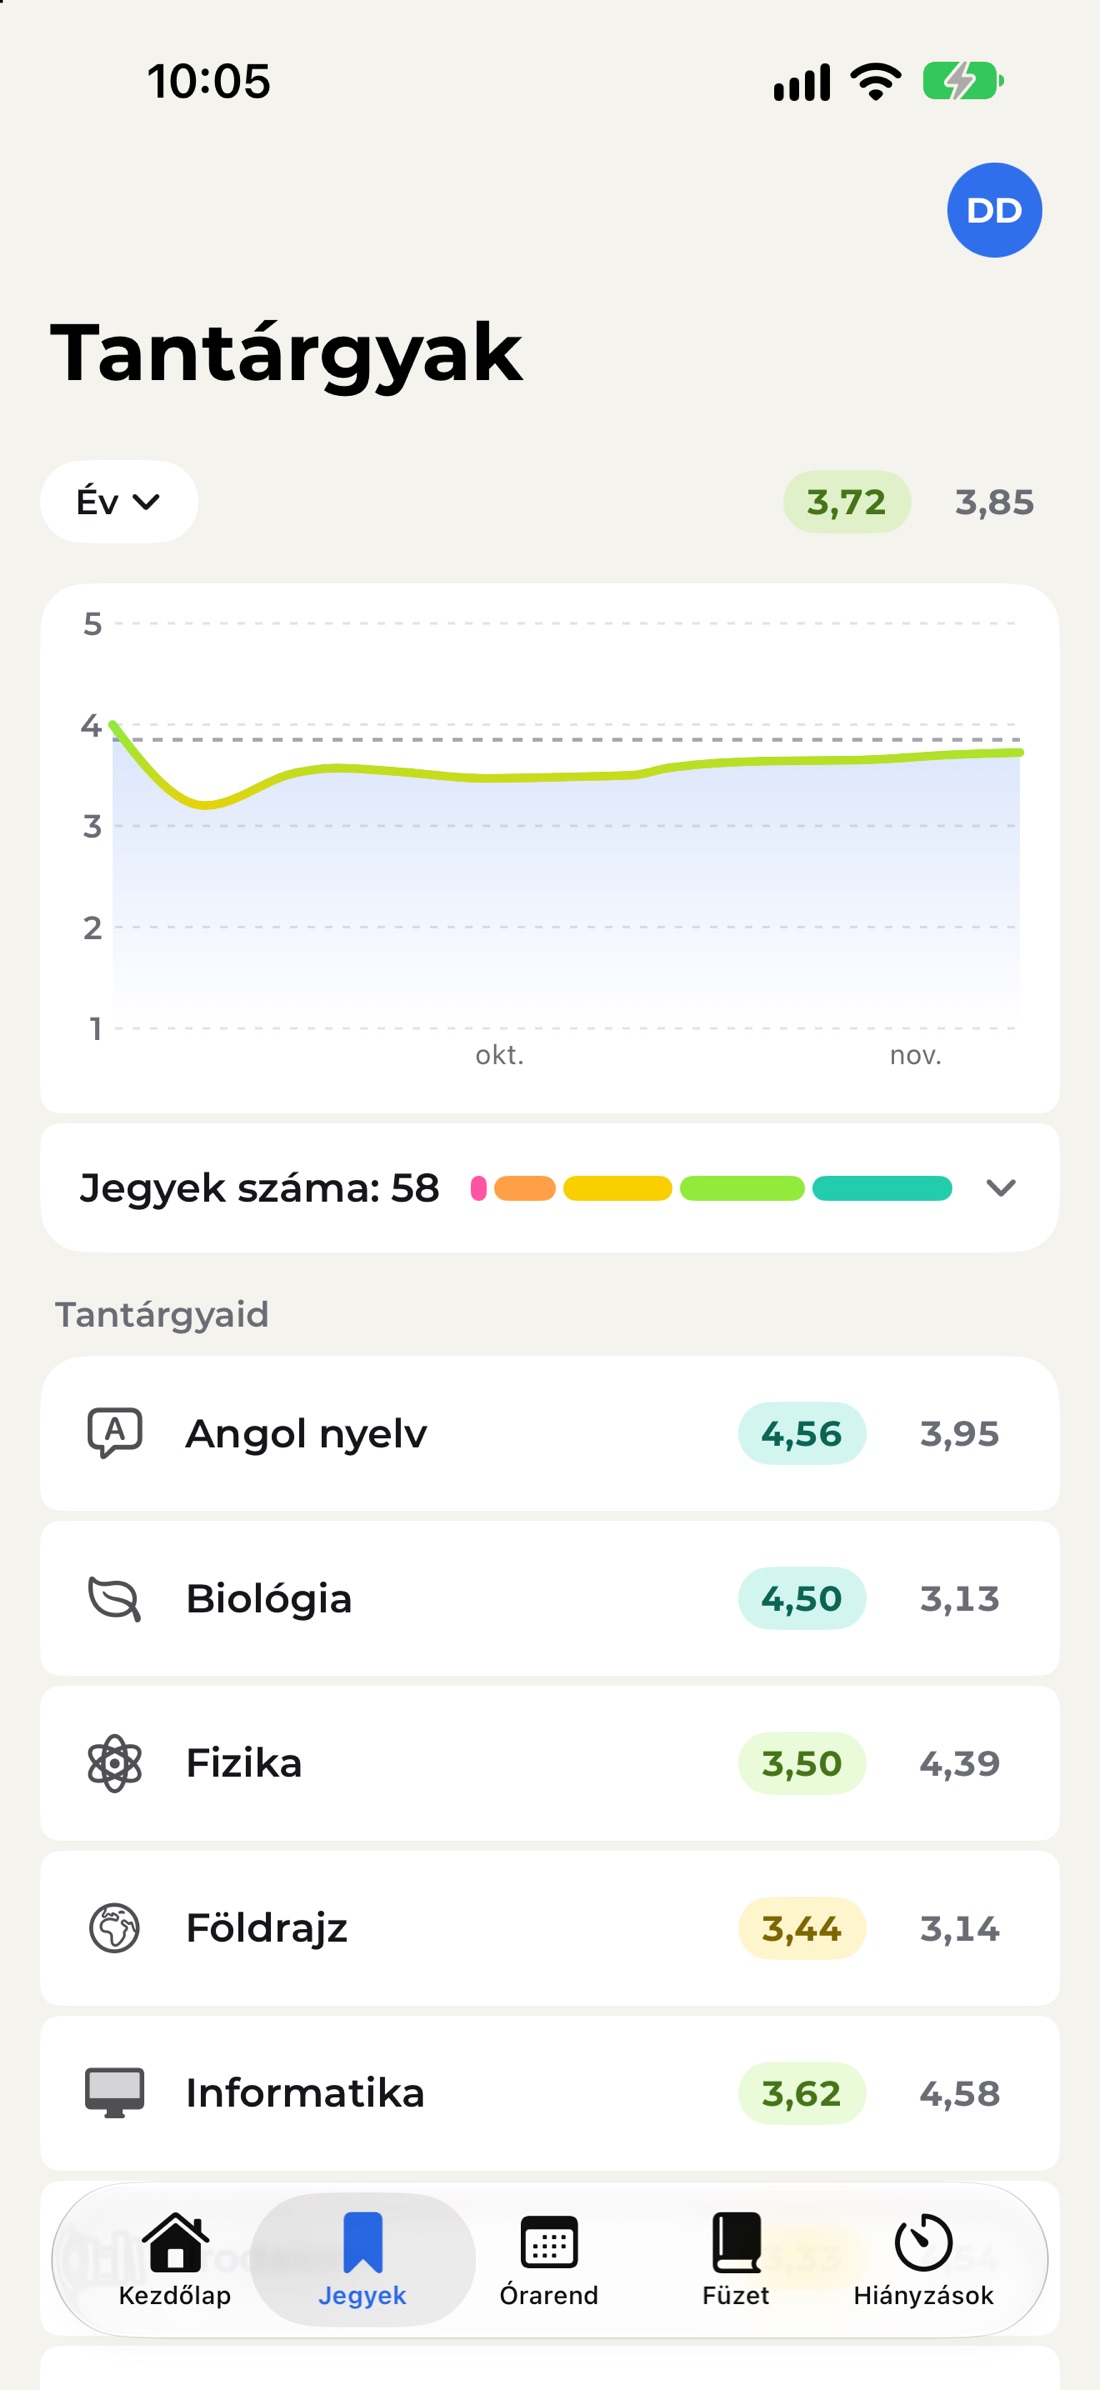 10:05
DD
Tantárgyak
Év 3,72 3,85
5
4
3
2
1
okt. nov.
Jegyek száma: 58
Tantárgyaid
A Angol nyelv 4,56 3,95
Biológia 4,50 3,13
Fizika 3,50 4,39
Földrajz 3,44 3,14
Informatika 3,62 4,58
3,33
Kezdőlap Jegyek Órarend Füzet Hiányzások